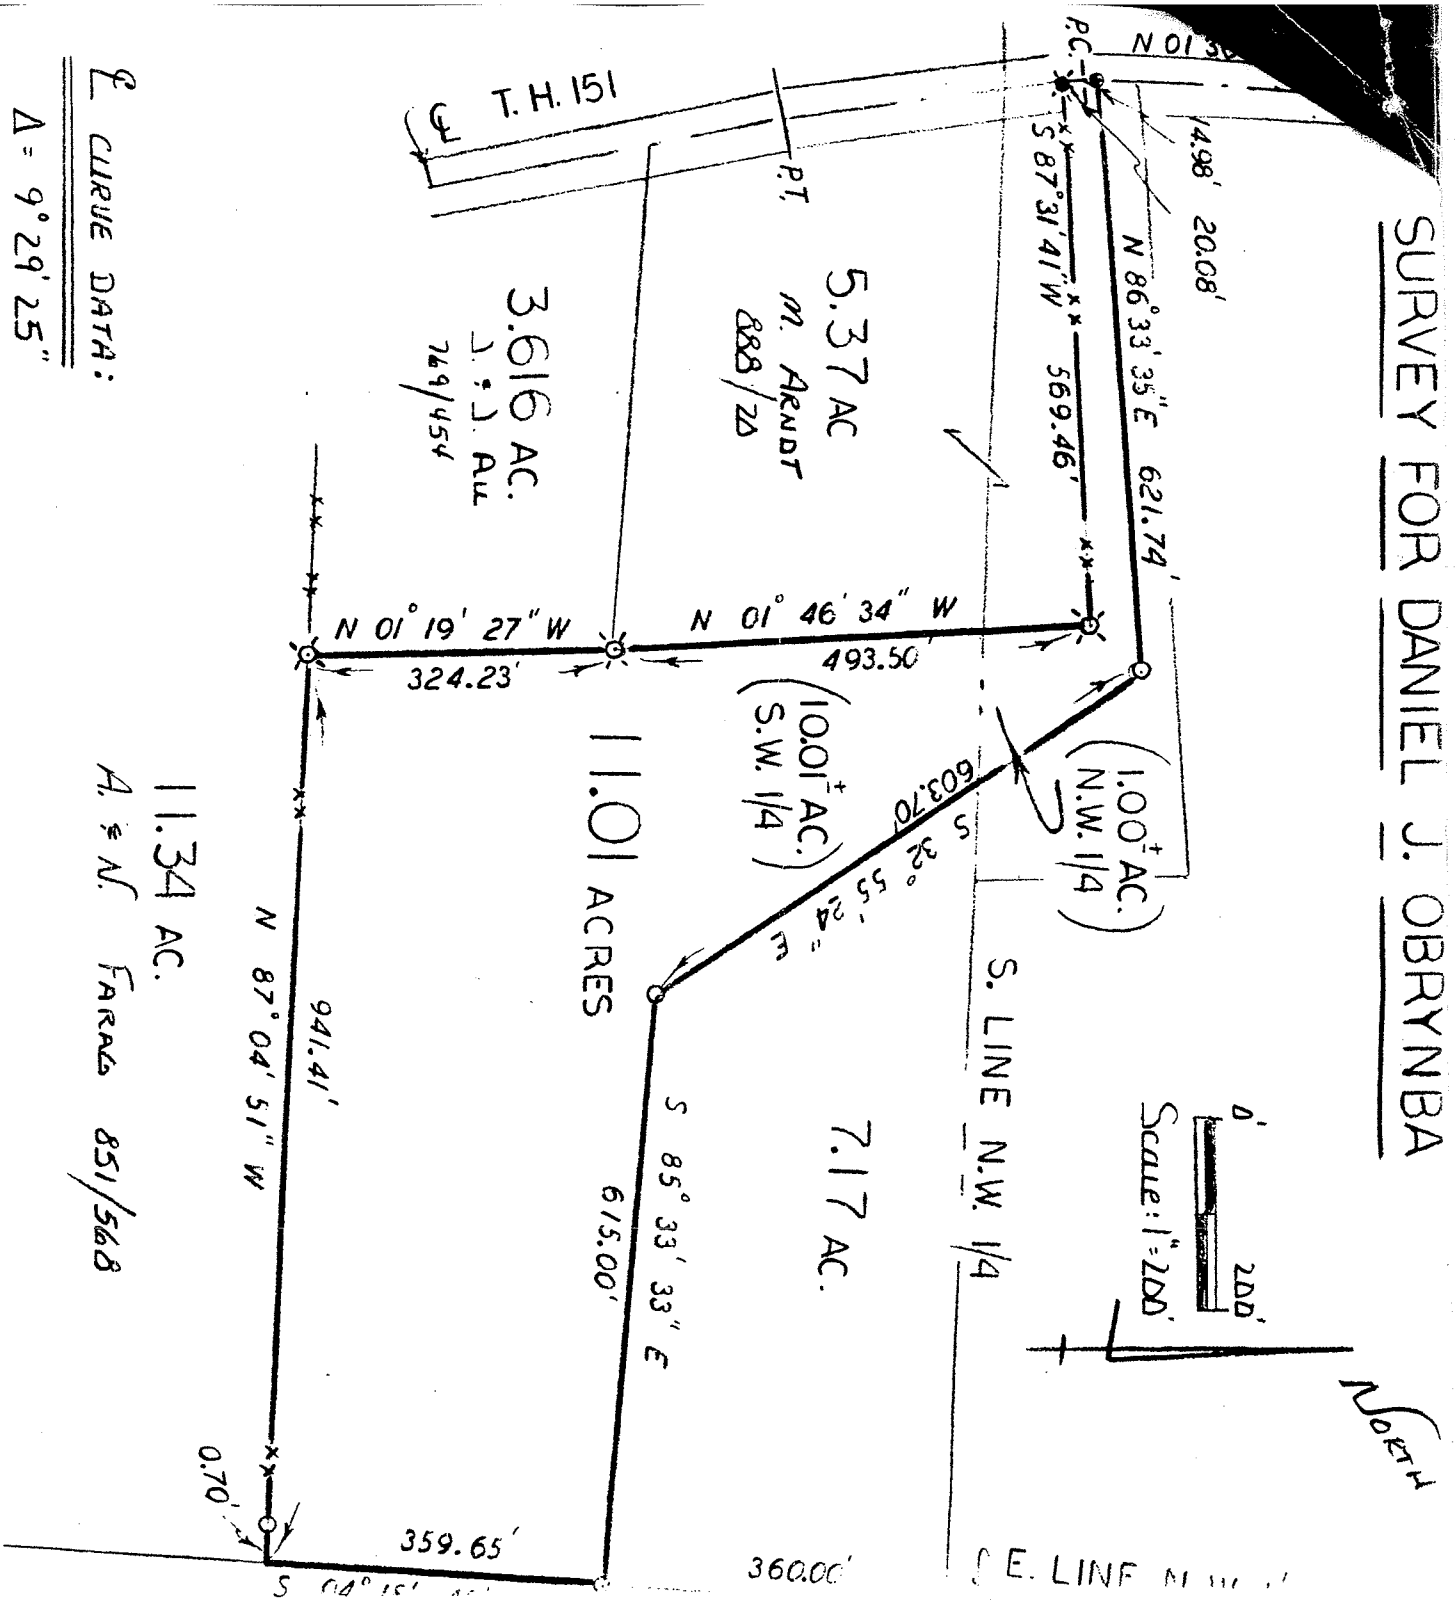 SURVEY FOR DANIEL J. OBRYNBA
0' 200'
Scale: 1"=200'
NORTH
P.C.
14.98' 20.08'
N 86° 33' 35" E 621.74'
S 87° 31' 41" W 569.46'
T.H. 151
P.T.
5.37 AC
M. ARNDT
888/20
3.616 AC.
J. & J. Au
769/454
N 01° 46' 34" W
493.50'
N 01° 19' 27" W
324.23'
(1.00± AC.
N.W. 1/4)
(10.01± AC.
S.W. 1/4)
603.70'
S 32° 55' 24" E
11.01 ACRES
S. LINE N.W. 1/4
7.17 AC.
S 85° 33' 33" E
615.00'
941.41'
N 87° 04' 51" W
11.34 AC.
A. & N. FARAG 851/568
0.70'
359.65'
360.00'
E. LINE
℄ CURVE DATA:
Δ = 9° 29' 25"